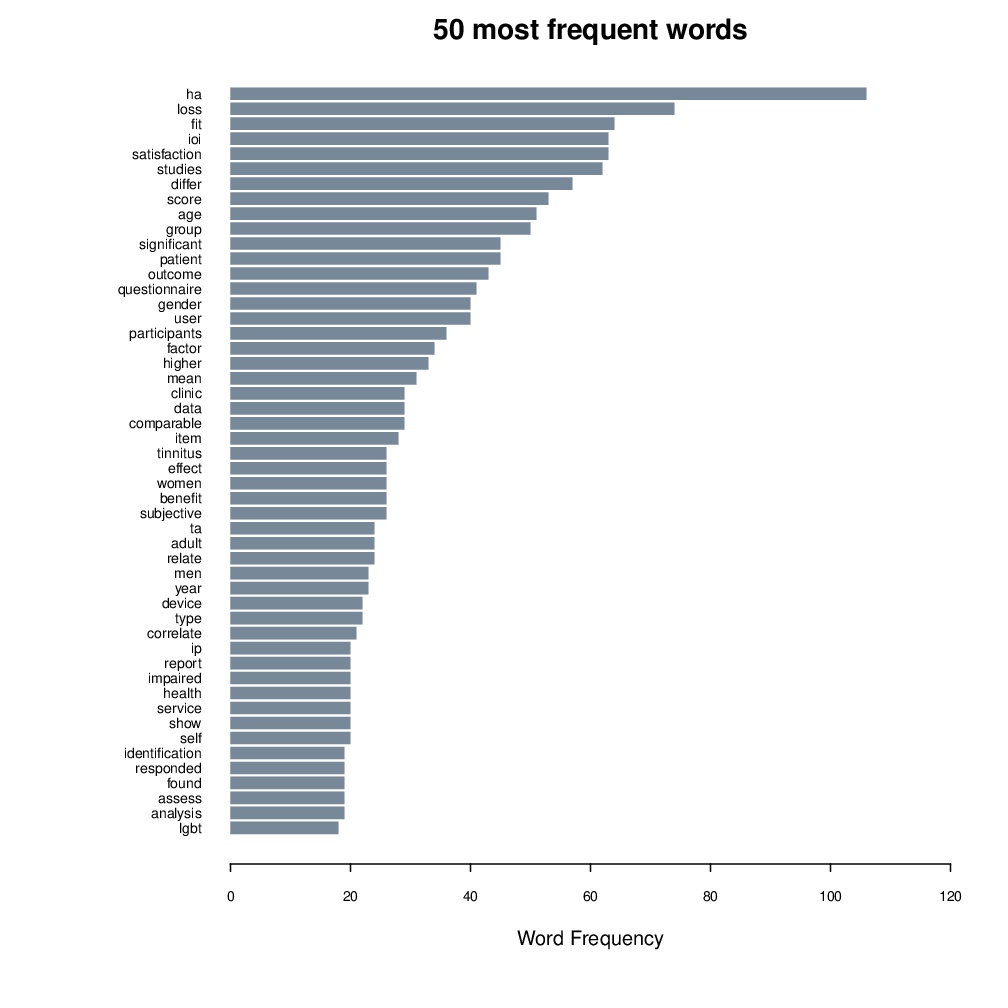 50 most frequent words
ha
loss
fit
ioi
satisfaction
studies
differ
score
age
group
significant
patient
outcome
questionnaire
gender
user
participants
factor
higher
mean
clinic
data
comparable
item
tinnitus
effect
women
benefit
subjective
ta
adult
relate
men
year
device
type
correlate
ip
report
impaired
health
service
show
self
identification
responded
found
assess
analysis
lgbt
0 20 40 60 80 100 120
Word Frequency